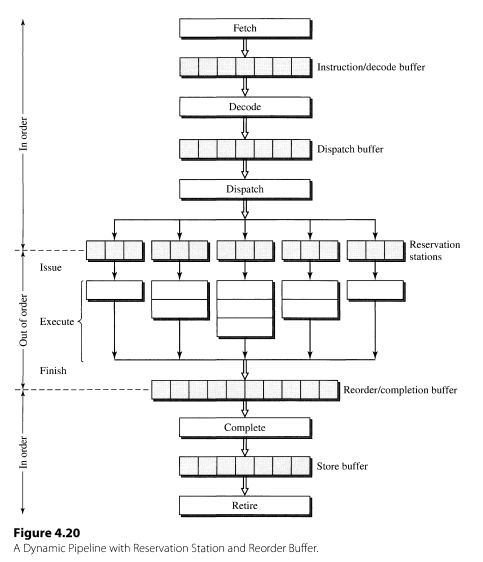 Fetch
Instruction/decode buffer
Decode
In order
Dispatch buffer
Dispatch
Reservation
stations
Issue
Out of order
Execute
Finish
Reorder/completion buffer
Complete
In order
Store buffer
Retire
Figure 4.20
A Dynamic Pipeline with Reservation Station and Reorder Buffer.